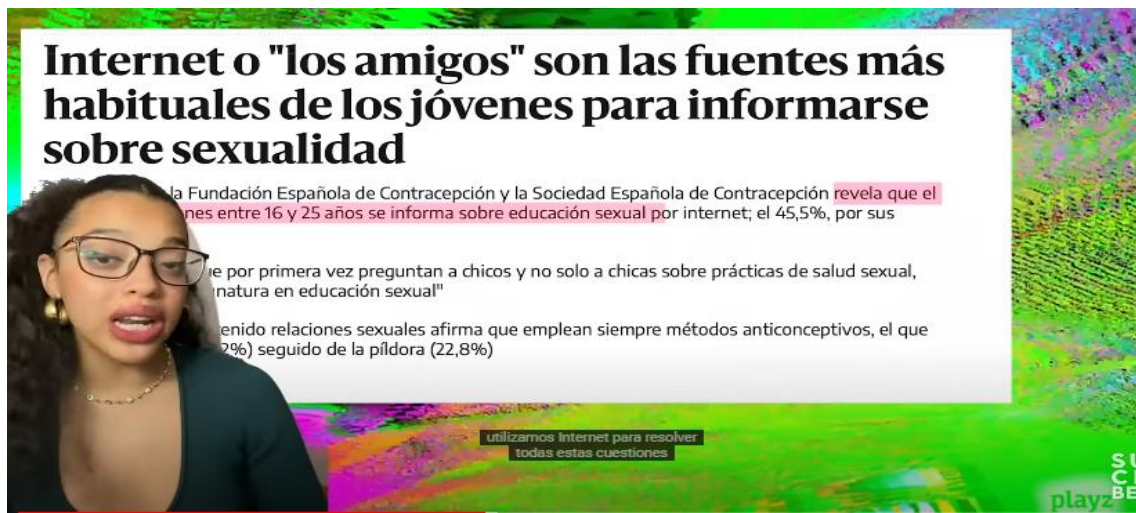 Internet o "los amigos" son las fuentes más
habituales de los jóvenes para informarse
sobre sexualidad
la Fundación Española de Contracepción y la Sociedad Española de Contracepción revela que el
nes entre 16 y 25 años se informa sobre educación sexual por internet; el 45,5%, por sus
e por primera vez preguntan a chicos y no solo a chicas sobre prácticas de salud sexual,
natura en educación sexual"
enido relaciones sexuales afirma que emplean siempre métodos anticonceptivos, el que
2%) seguido de la píldora (22,8%)
utilizamos Internet para resolver
todas estas cuestiones
playz